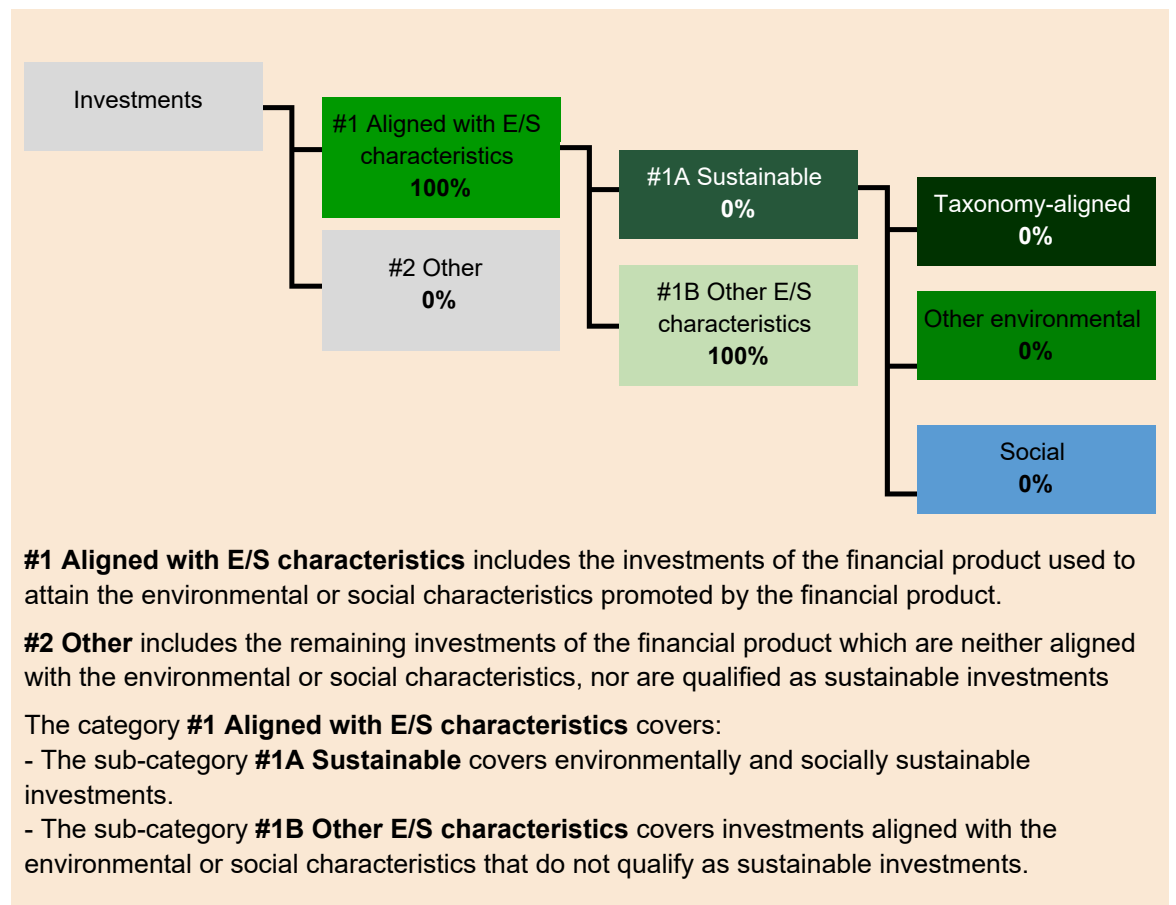 Investments
#1 Aligned with E/S
characteristics
100%
#2 Other
0%
#1A Sustainable
0%
#1B Other E/S
characteristics
100%
Taxonomy-aligned
0%
Other environmental
0%
Social
0%
#1 Aligned with E/S characteristics includes the investments of the financial product used to
attain the environmental or social characteristics promoted by the financial product.
#2 Other includes the remaining investments of the financial product which are neither aligned
with the environmental or social characteristics, nor are qualified as sustainable investments
The category #1 Aligned with E/S characteristics covers:
- The sub-category #1A Sustainable covers environmentally and socially sustainable
investments.
- The sub-category #1B Other E/S characteristics covers investments aligned with the
environmental or social characteristics that do not qualify as sustainable investments.